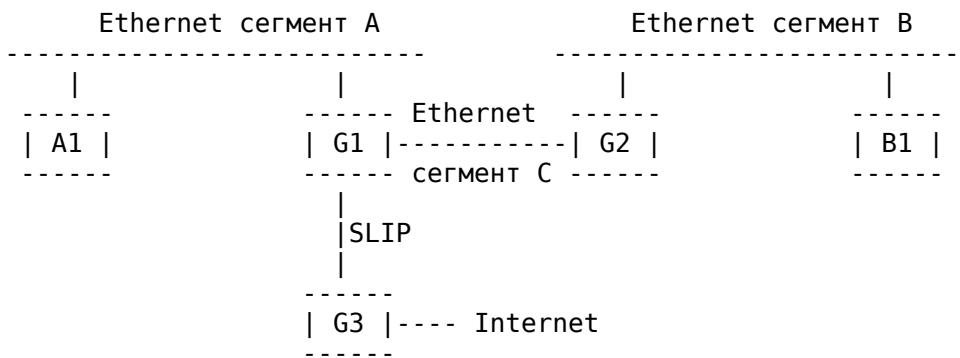 Ethernet сегмент A Ethernet сегмент B
--------------------------- --------------------------
| | | |
------ ------ Ethernet ------ ------
| A1 | | G1 |-----------| G2 | | B1 |
------ ------ сегмент C ------ ------
|
|SLIP
|
------
| G3 |---- Internet
------